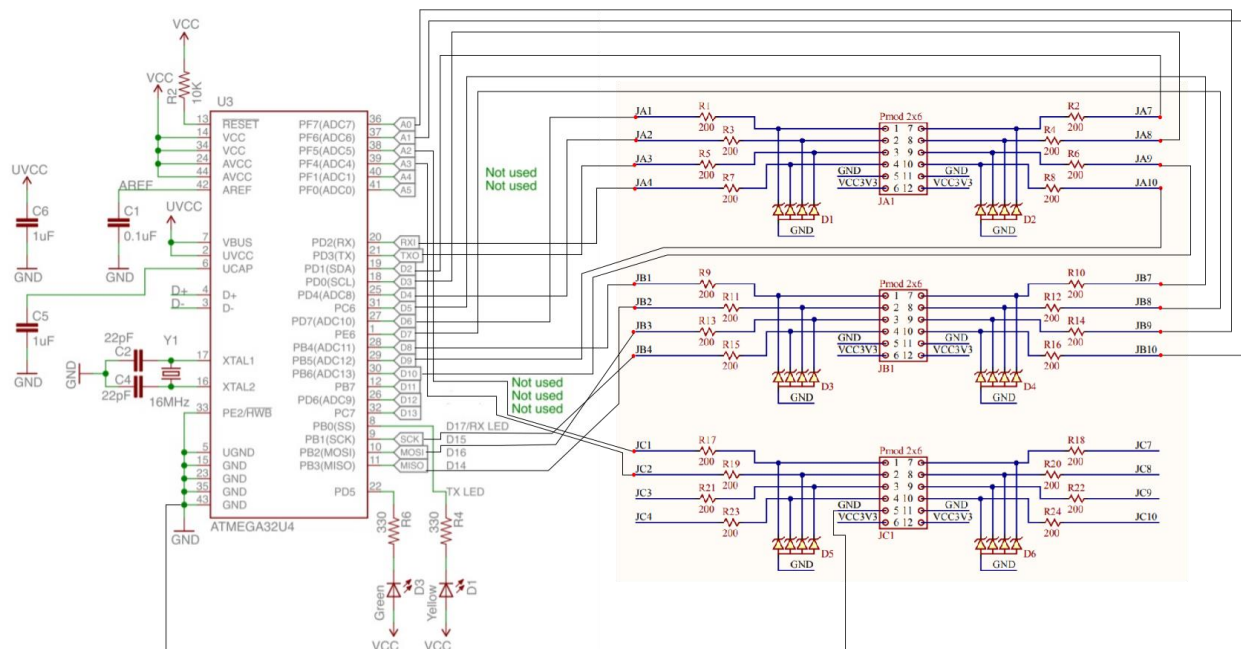 VCC
VCC
R2
10K
U3
13 RESET
14 VCC
34 VCC
24 AVCC
44 AVCC
42 AREF
AREF
UVCC
C6
1uF
GND
C1
0.1uF
GND
UVCC
7 VBUS
2 UVCC
6 UCAP
D+ 4 D+
D- 3 D-
C5
1uF
GND
22pF
C2
Y1
C4
22pF
16MHz
GND
17 XTAL1
16 XTAL2
33 PE2/HWB
5 UGND
15 GND
23 GND
35 GND
43 GND
GND
ATMEGA32U4
PF7(ADC7) 36 A0
PF6(ADC6) 37 A1
PF5(ADC5) 38 A2
PF4(ADC4) 39 A3
PF1(ADC1) 40 A4
PF0(ADC0) 41 A5
Not used
Not used
PD2(RX) 20 RXI
PD3(TX) 21 TXO
PD1(SDA) 19 D2
PD0(SCL) 18 D3
PD4(ADC8) 25 D4
PC6 31 D5
PD7(ADC10) 27 D6
PE6 1 D7
PB4(ADC11) 28 D8
PB5(ADC12) 29 D9
PB6(ADC13) 30 D10
PB7 12 D11
PD6(ADC9) 26 D12
PC7 32 D13
Not used
Not used
Not used
PB0(SS) 8 D17/RX LED
PB1(SCK) 9 SCK D15
PB2(MOSI) 10 MOSI D16
PB3(MISO) 11 MISO D14
PD5 22 TX LED
330
R6
330
R4
Green
D3
Yellow
D1
VCC
VCC
JA1 R1 Pmod 2x6 R2 JA7
200 1 7 200
JA2 R3 2 8 R4 JA8
200 200
JA3 R5 3 9 R6 JA9
200 4 10 200
JA4 R7 GND 5 11 GND R8 JA10
200 VCC3V3 6 12 VCC3V3 200
JA1
D1 D2
GND GND
JB1 R9 Pmod 2x6 R10 JB7
200 1 7 200
JB2 R11 2 8 R12 JB8
200 200
JB3 R13 3 9 R14 JB9
200 4 10 200
JB4 R15 GND 5 11 GND R16 JB10
200 VCC3V3 6 12 VCC3V3 200
JB1
D3 D4
GND GND
JC1 R17 Pmod 2x6 R18 JC7
200 1 7 200
JC2 R19 2 8 R20 JC8
200 200
JC3 R21 3 9 R22 JC9
200 4 10 200
JC4 R23 GND 5 11 GND R24 JC10
200 VCC3V3 6 12 VCC3V3 200
JC1
D5 D6
GND GND